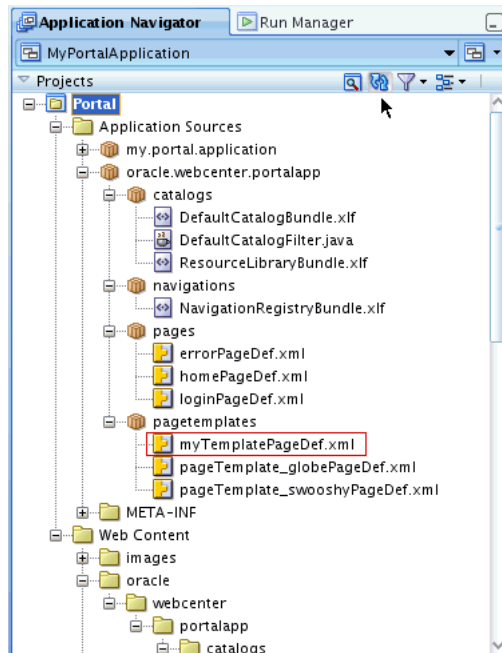 Application Navigator Run Manager
MyPortalApplication
Projects
Portal
Application Sources
my.portal.application
oracle.webcenter.portalapp
catalogs
DefaultCatalogBundle.xlf
DefaultCatalogFilter.java
ResourceLibraryBundle.xlf
navigations
NavigationRegistryBundle.xlf
pages
errorPageDef.xml
homePageDef.xml
loginPageDef.xml
pagetemplates
myTemplatePageDef.xml
pageTemplate_globePageDef.xml
pageTemplate_swooshyPageDef.xml
META-INF
Web Content
images
oracle
webcenter
portalapp
catalogs